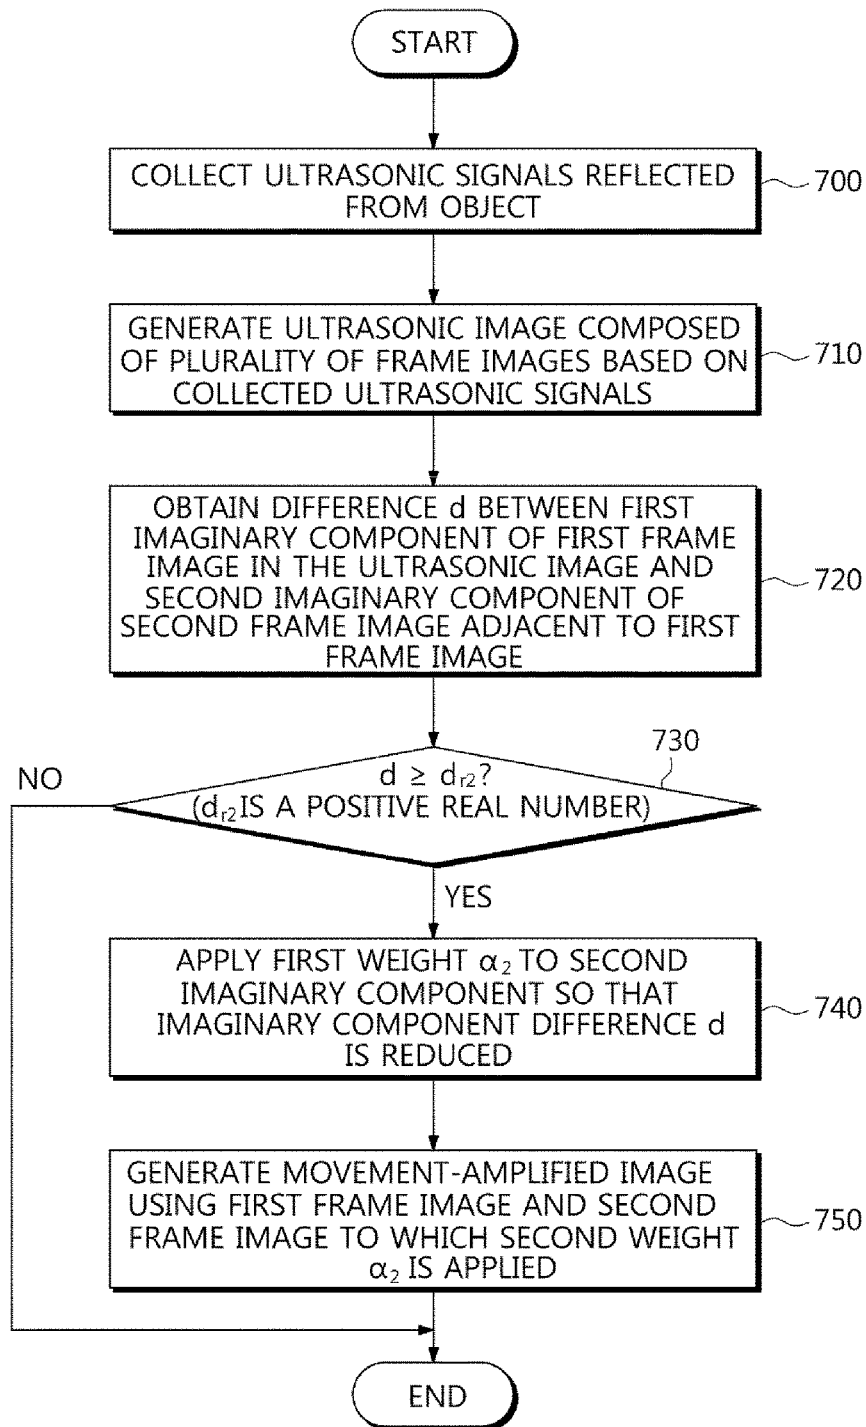 START
COLLECT ULTRASONIC SIGNALS REFLECTED
FROM OBJECT
700
GENERATE ULTRASONIC IMAGE COMPOSED
OF PLURALITY OF FRAME IMAGES BASED ON
COLLECTED ULTRASONIC SIGNALS
710
OBTAIN DIFFERENCE d BETWEEN FIRST
IMAGINARY COMPONENT OF FIRST FRAME
IMAGE IN THE ULTRASONIC IMAGE AND
SECOND IMAGINARY COMPONENT OF
SECOND FRAME IMAGE ADJACENT TO FIRST
FRAME IMAGE
720
730
NO
d ≥ dr2?
(dr2 IS A POSITIVE REAL NUMBER)
YES
APPLY FIRST WEIGHT α2 TO SECOND
IMAGINARY COMPONENT SO THAT
IMAGINARY COMPONENT DIFFERENCE d
IS REDUCED
740
GENERATE MOVEMENT-AMPLIFIED IMAGE
USING FIRST FRAME IMAGE AND SECOND
FRAME IMAGE TO WHICH SECOND WEIGHT
α2 IS APPLIED
750
END